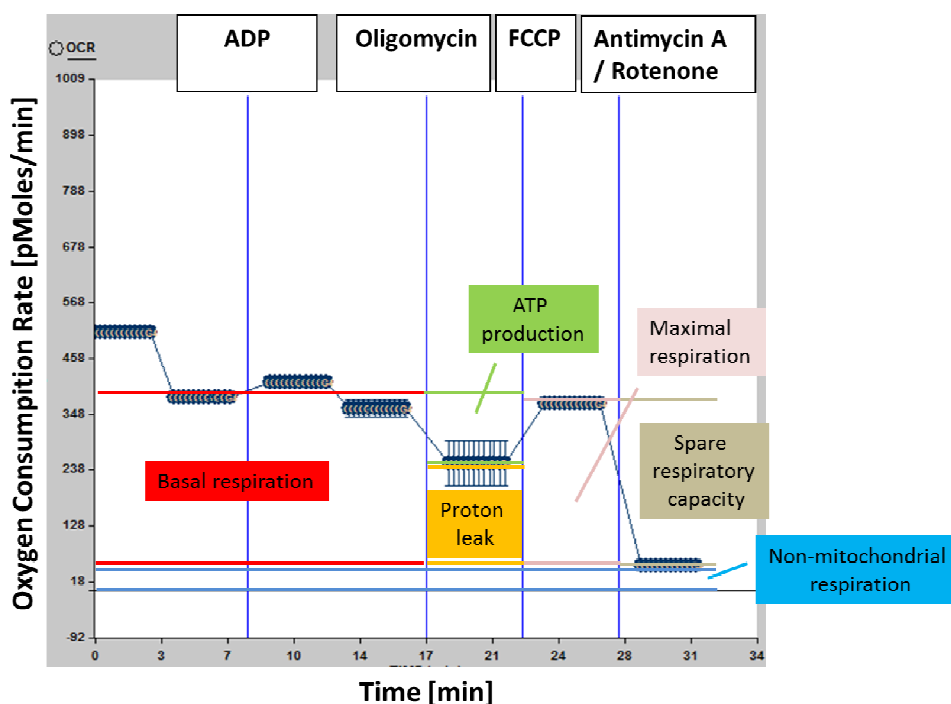 ADP
Oligomycin
FCCP
Antimycin A
/ Rotenone
OCR
Oxygen Consumpition Rate [pMoles/min]
1009
898
788
678
568
458
348
238
128
18
-92
ATP
production
Maximal
respiration
Basal respiration
Spare
respiratory
capacity
Proton
leak
Non-mitochondrial
respiration
0
3
7
10
14
17
21
24
28
31
34
Time [min]